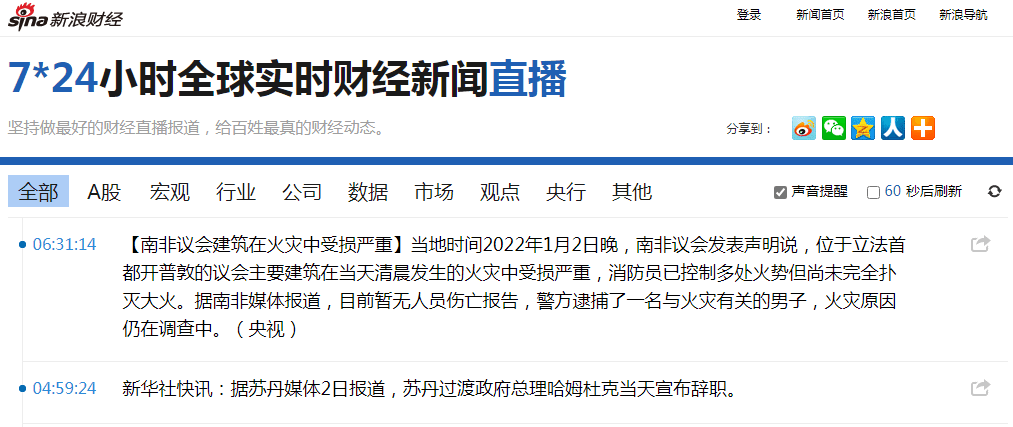 sina 新浪财经
登录 新闻首页 新浪首页 新浪导航
7*24小时全球实时财经新闻直播
坚持做最好的财经直播报道，给百姓最真的财经动态。
分享到：
全部 A股 宏观 行业 公司 数据 市场 观点 央行 其他
声音提醒 60 秒后刷新
06:31:14
【南非议会建筑在火灾中受损严重】当地时间2022年1月2日晚，南非议会发表声明说，位于立法首
都开普敦的议会主要建筑在当天清晨发生的火灾中受损严重，消防员已控制多处火势但尚未完全扑
灭大火。据南非媒体报道，目前暂无人员伤亡报告，警方逮捕了一名与火灾有关的男子，火灾原因
仍在调查中。（央视）
04:59:24
新华社快讯：据苏丹媒体2日报道，苏丹过渡政府总理哈姆杜克当天宣布辞职。